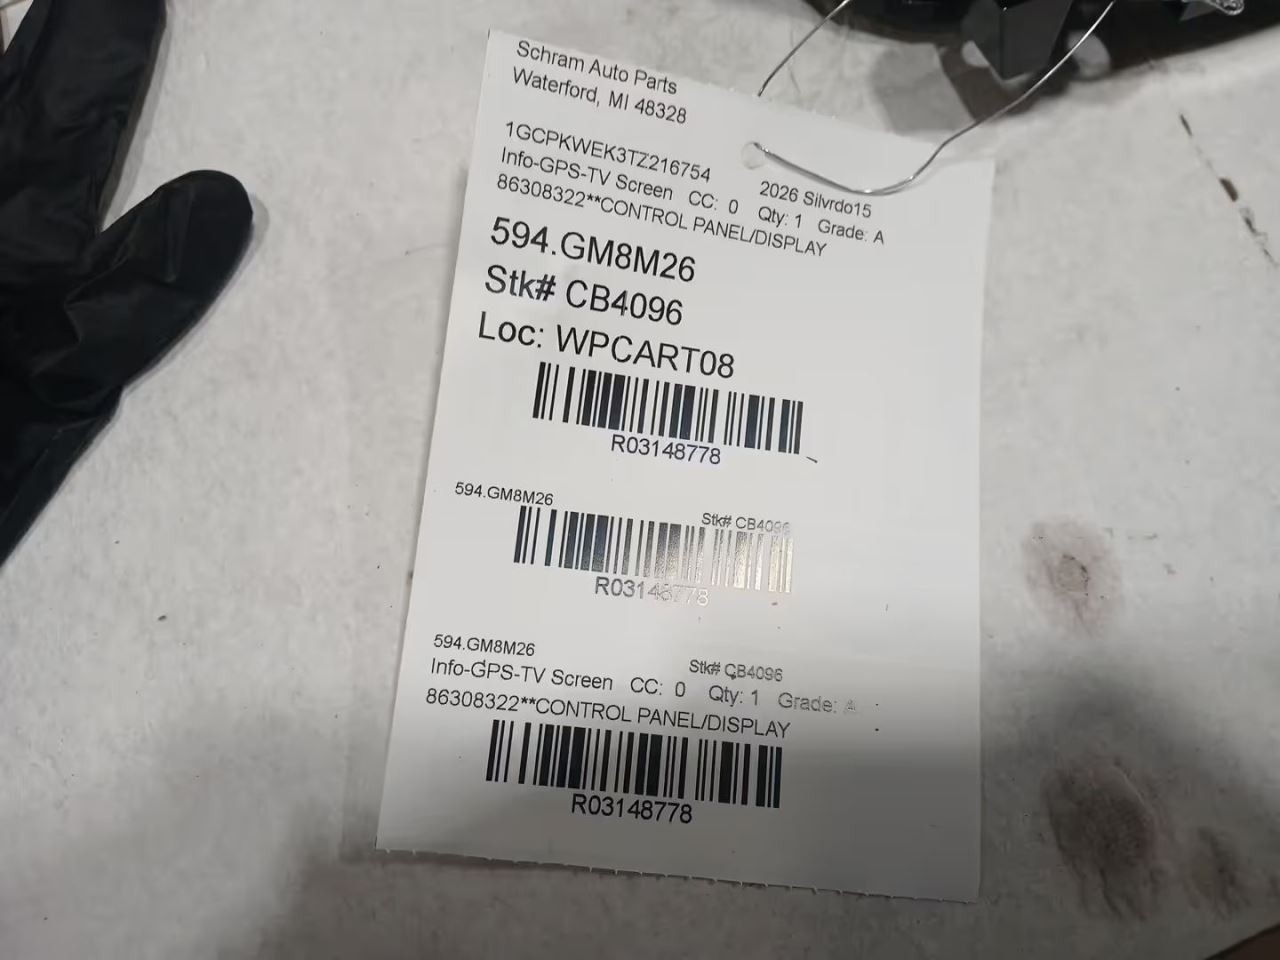 Schram Auto Parts
Waterford, MI 48328
1GCPKWEK3TZ216754 2026 Silvrdo15
Info-GPS-TV Screen CC: 0 Qty: 1 Grade: A
86308322**CONTROL PANEL/DISPLAY
594.GM8M26
Stk# CB4096
Loc: WPCART08
R03148778
594.GM8M26 Stk# CB4096
R03148778
594.GM8M26 Stk# CB4096
Info-GPS-TV Screen CC: 0 Qty: 1 Grade: A
86308322**CONTROL PANEL/DISPLAY
R03148778